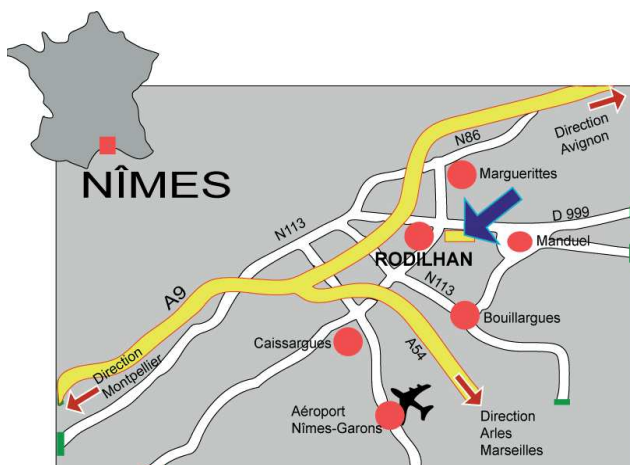 NÎMES
N86
Direction
Avignon
Marguerittes
D 999
N113
RODILHAN
Manduel
N113
A9
Bouillargues
Caissargues
A54
Direction
Montpellier
Aéroport
Nîmes-Garons
Direction
Arles
Marseilles